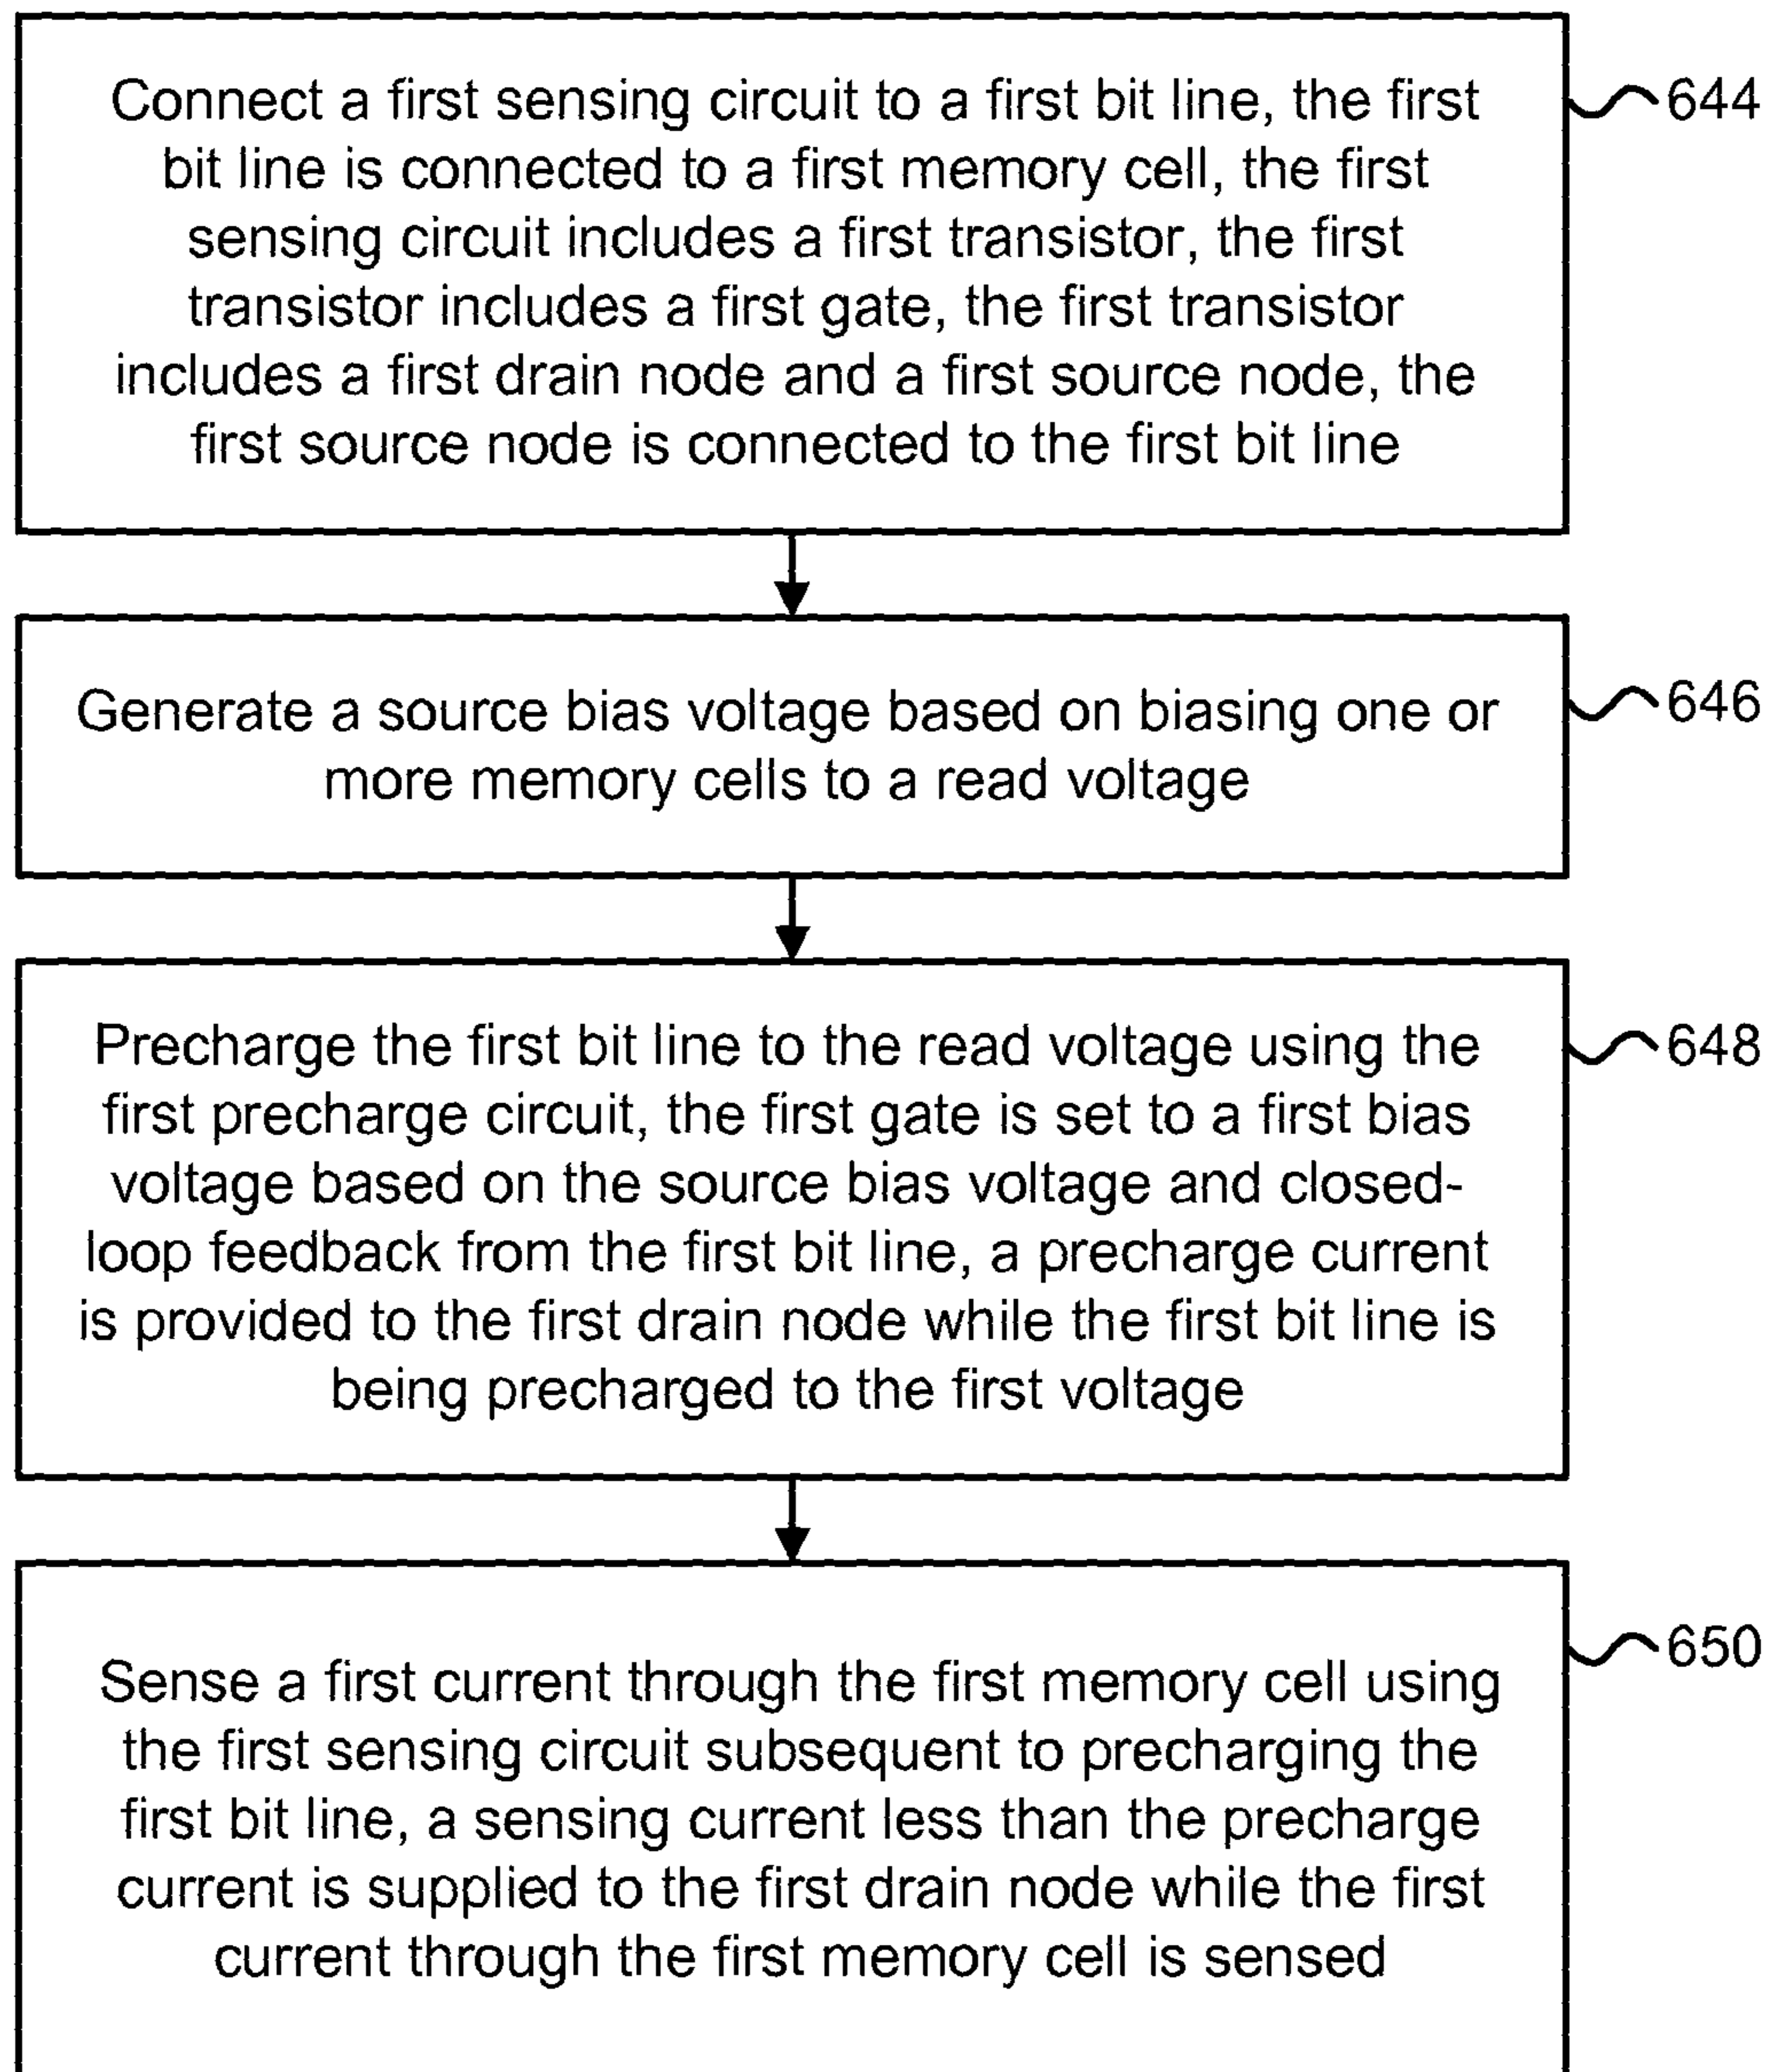 Connect a first sensing circuit to a first bit line, the first
bit line is connected to a first memory cell, the first
sensing circuit includes a first transistor, the first
transistor includes a first gate, the first transistor
includes a first drain node and a first source node, the
first source node is connected to the first bit line
644
Generate a source bias voltage based on biasing one or
more memory cells to a read voltage
646
Precharge the first bit line to the read voltage using the
first precharge circuit, the first gate is set to a first bias
voltage based on the source bias voltage and closed-
loop feedback from the first bit line, a precharge current
is provided to the first drain node while the first bit line is
being precharged to the first voltage
648
Sense a first current through the first memory cell using
the first sensing circuit subsequent to precharging the
first bit line, a sensing current less than the precharge
current is supplied to the first drain node while the first
current through the first memory cell is sensed
650